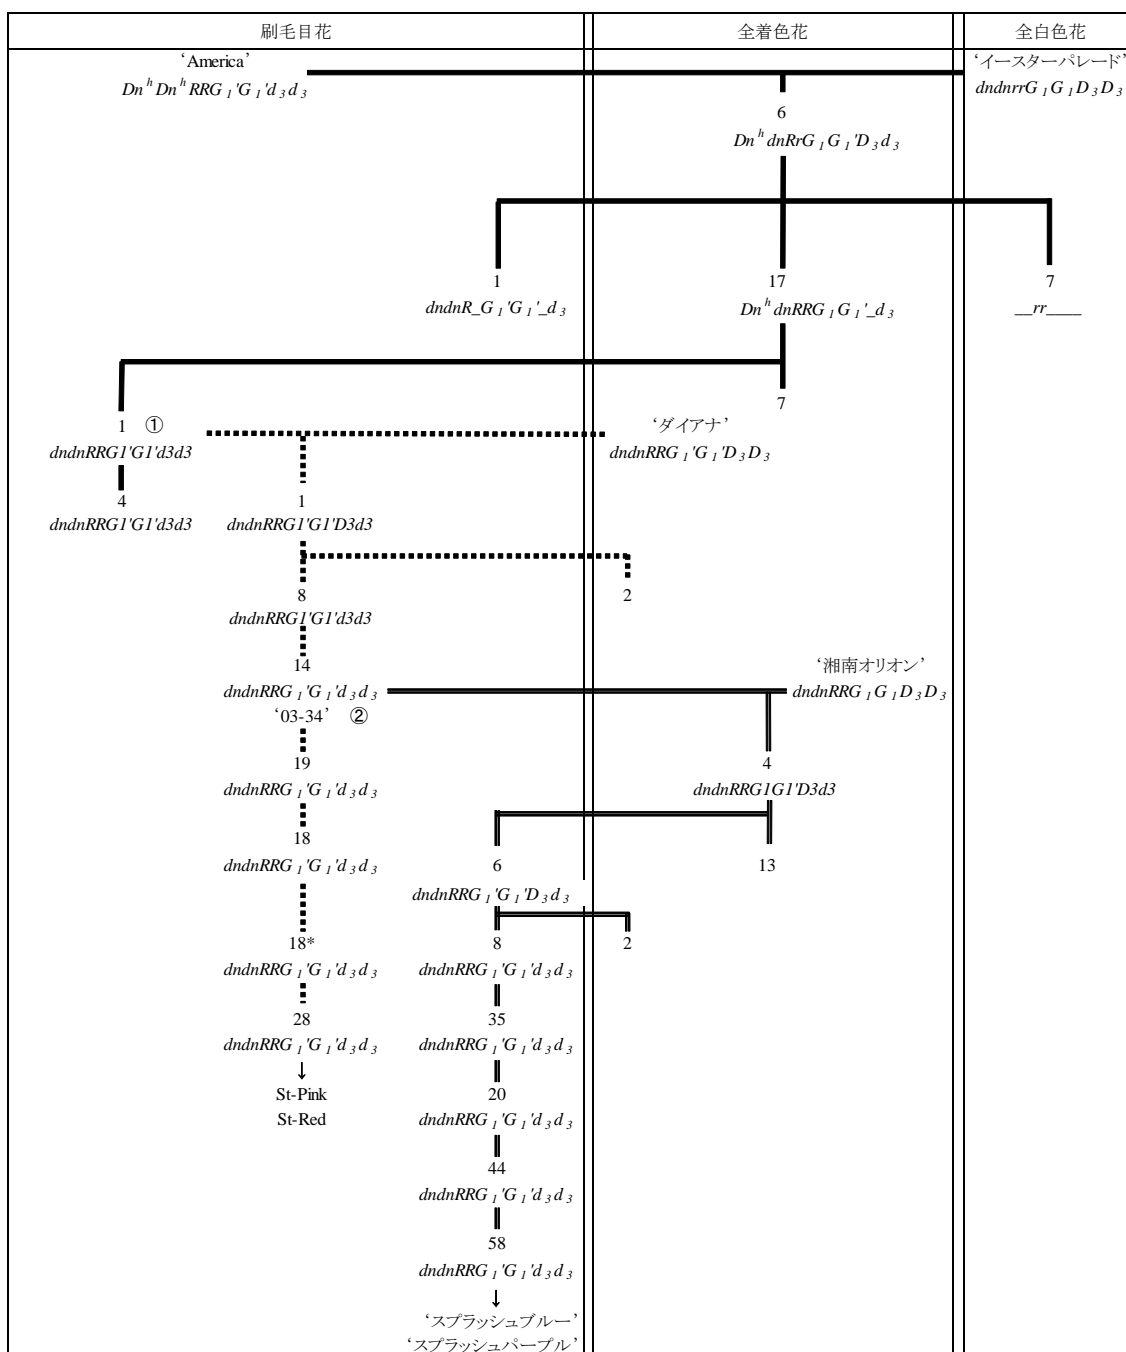 刷毛目花 全着色花 全白色花
‘America’ ‘イースターパレード’
Dn^h Dn^h RRG₁'G₁'d₃d₃ dndnrrG₁G₁D₃D₃
6
Dn^h dnRrG₁G₁'D₃d₃
1 17 7
dndnR_G₁'G₁'_d₃ Dn^h dnRRG₁G₁'_d₃ __rr____
7
1 ① ‘ダイアナ’
dndnRRG1'G1'd3d3 dndnRRG₁'G₁'D₃D₃
4 1
dndnRRG1'G1'd3d3 dndnRRG1'G1'D3d3
8 2
dndnRRG1'G1'd3d3
14 ‘湘南オリオン’
dndnRRG₁'G₁'d₃d₃ dndnRRG₁G₁D₃D₃
‘03-34’ ②
19 4
dndnRRG₁'G₁'d₃d₃ dndnRRG1G1'D3d3
18 6 13
dndnRRG₁'G₁'d₃d₃
dndnRRG₁'G₁'D₃d₃
18* 8 2
dndnRRG₁'G₁'d₃d₃ dndnRRG₁'G₁'d₃d₃
28 35
dndnRRG₁'G₁'d₃d₃ dndnRRG₁'G₁'d₃d₃
↓
St-Pink 20
St-Red dndnRRG₁'G₁'d₃d₃
44
dndnRRG₁'G₁'d₃d₃
58
dndnRRG₁'G₁'d₃d₃
↓
‘スプラッシュブルー’
‘スプラッシュパープル’